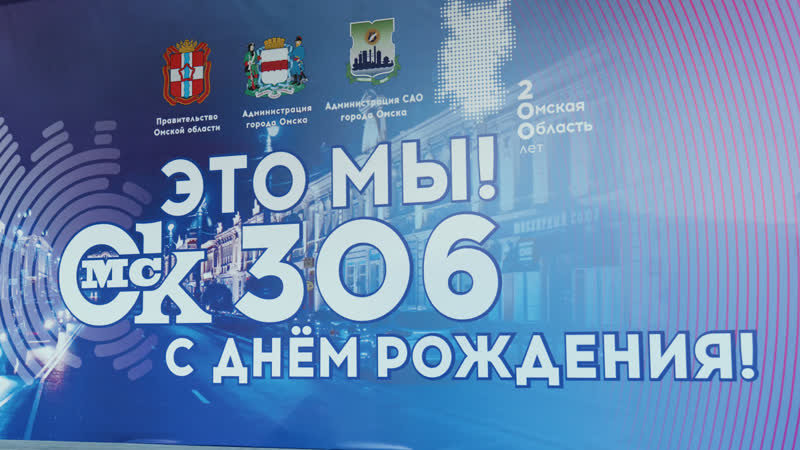 Правительство
Омской области
Администрация
города Омска
Администрация САО
города Омска
200
Омская
Область
лет
ЭТО МЫ!
ОМСК 306
С ДНЁМ РОЖДЕНИЯ!